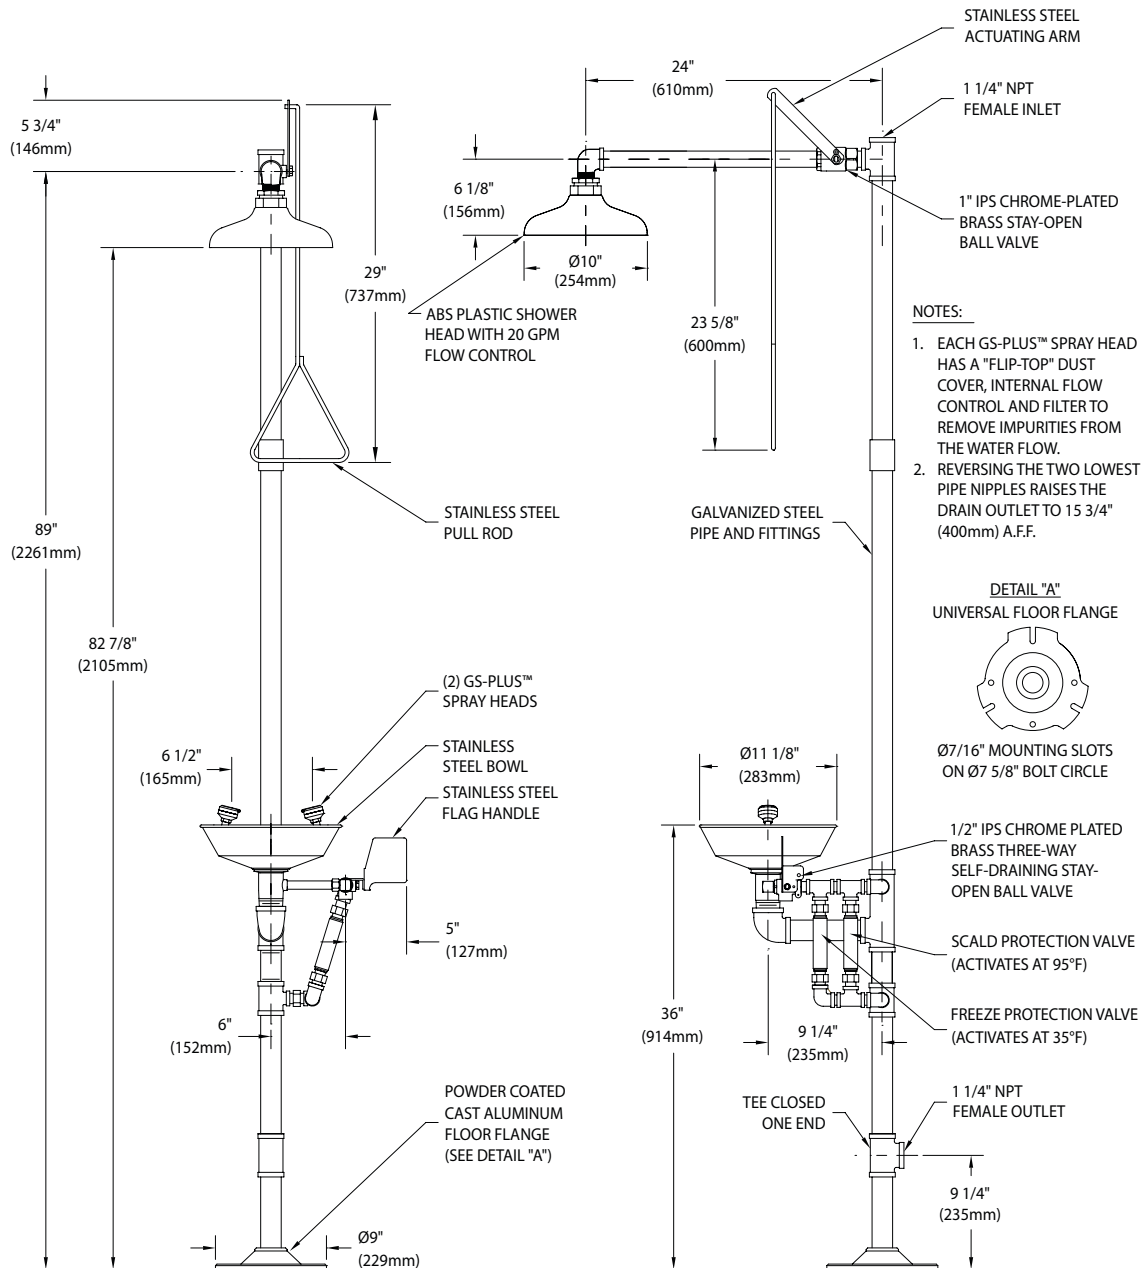 STAINLESS STEEL
ACTUATING ARM
24"
(610mm)
1 1/4" NPT
FEMALE INLET
5 3/4"
(146mm)
6 1/8"
(156mm)
1" IPS CHROME-PLATED
BRASS STAY-OPEN
BALL VALVE
Ø10"
(254mm)
29"
(737mm)
ABS PLASTIC SHOWER
HEAD WITH 20 GPM
FLOW CONTROL
23 5/8"
(600mm)
NOTES:
1. EACH GS-PLUS™ SPRAY HEAD
HAS A "FLIP-TOP" DUST
COVER, INTERNAL FLOW
CONTROL AND FILTER TO
REMOVE IMPURITIES FROM
THE WATER FLOW.
2. REVERSING THE TWO LOWEST
PIPE NIPPLES RAISES THE
DRAIN OUTLET TO 15 3/4"
(400mm) A.F.F.
STAINLESS STEEL
PULL ROD
GALVANIZED STEEL
PIPE AND FITTINGS
89"
(2261mm)
DETAIL "A"
UNIVERSAL FLOOR FLANGE
82 7/8"
(2105mm)
(2) GS-PLUS™
SPRAY HEADS
6 1/2"
(165mm)
STAINLESS
STEEL BOWL
STAINLESS STEEL
FLAG HANDLE
Ø11 1/8"
(283mm)
Ø7/16" MOUNTING SLOTS
ON Ø7 5/8" BOLT CIRCLE
1/2" IPS CHROME PLATED
BRASS THREE-WAY
SELF-DRAINING STAY-
OPEN BALL VALVE
5"
(127mm)
SCALD PROTECTION VALVE
(ACTIVATES AT 95°F)
6"
(152mm)
36"
(914mm)
9 1/4"
(235mm)
FREEZE PROTECTION VALVE
(ACTIVATES AT 35°F)
POWDER COATED
CAST ALUMINUM
FLOOR FLANGE
(SEE DETAIL "A")
TEE CLOSED
ONE END
1 1/4" NPT
FEMALE OUTLET
9 1/4"
(235mm)
Ø9"
(229mm)